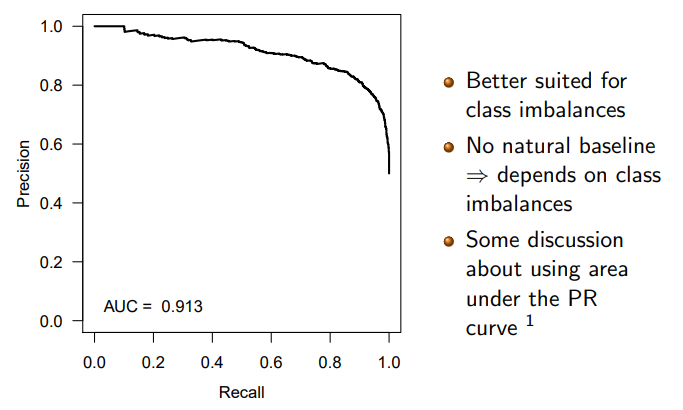 1.0
0.8
0.6
0.4
0.2
0.0
Precision
AUC = 0.913
0.0 0.2 0.4 0.6 0.8 1.0
Recall
Better suited for
class imbalances
No natural baseline
⇒ depends on class
imbalances
Some discussion
about using area
under the PR
curve 1